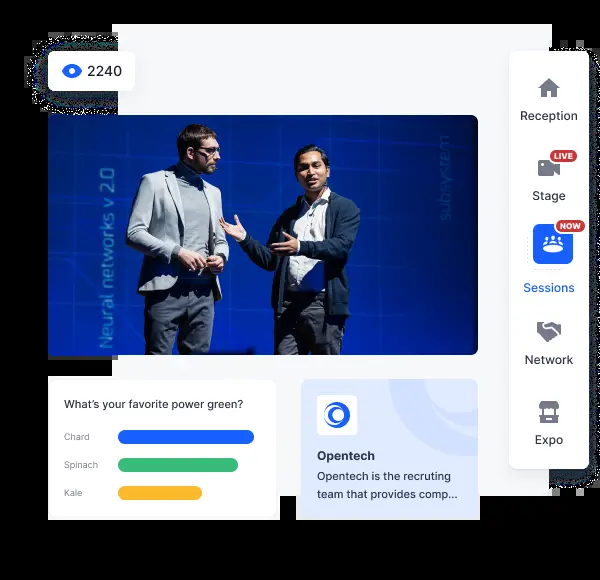 2240
Reception
LIVE
Stage
NOW
Sessions
Network
Expo
Neural networks v 2.0
subsystem
What's your favorite power green?
Chard
Spinach
Kale
Opentech
Opentech is the recruting
team that provides comp...